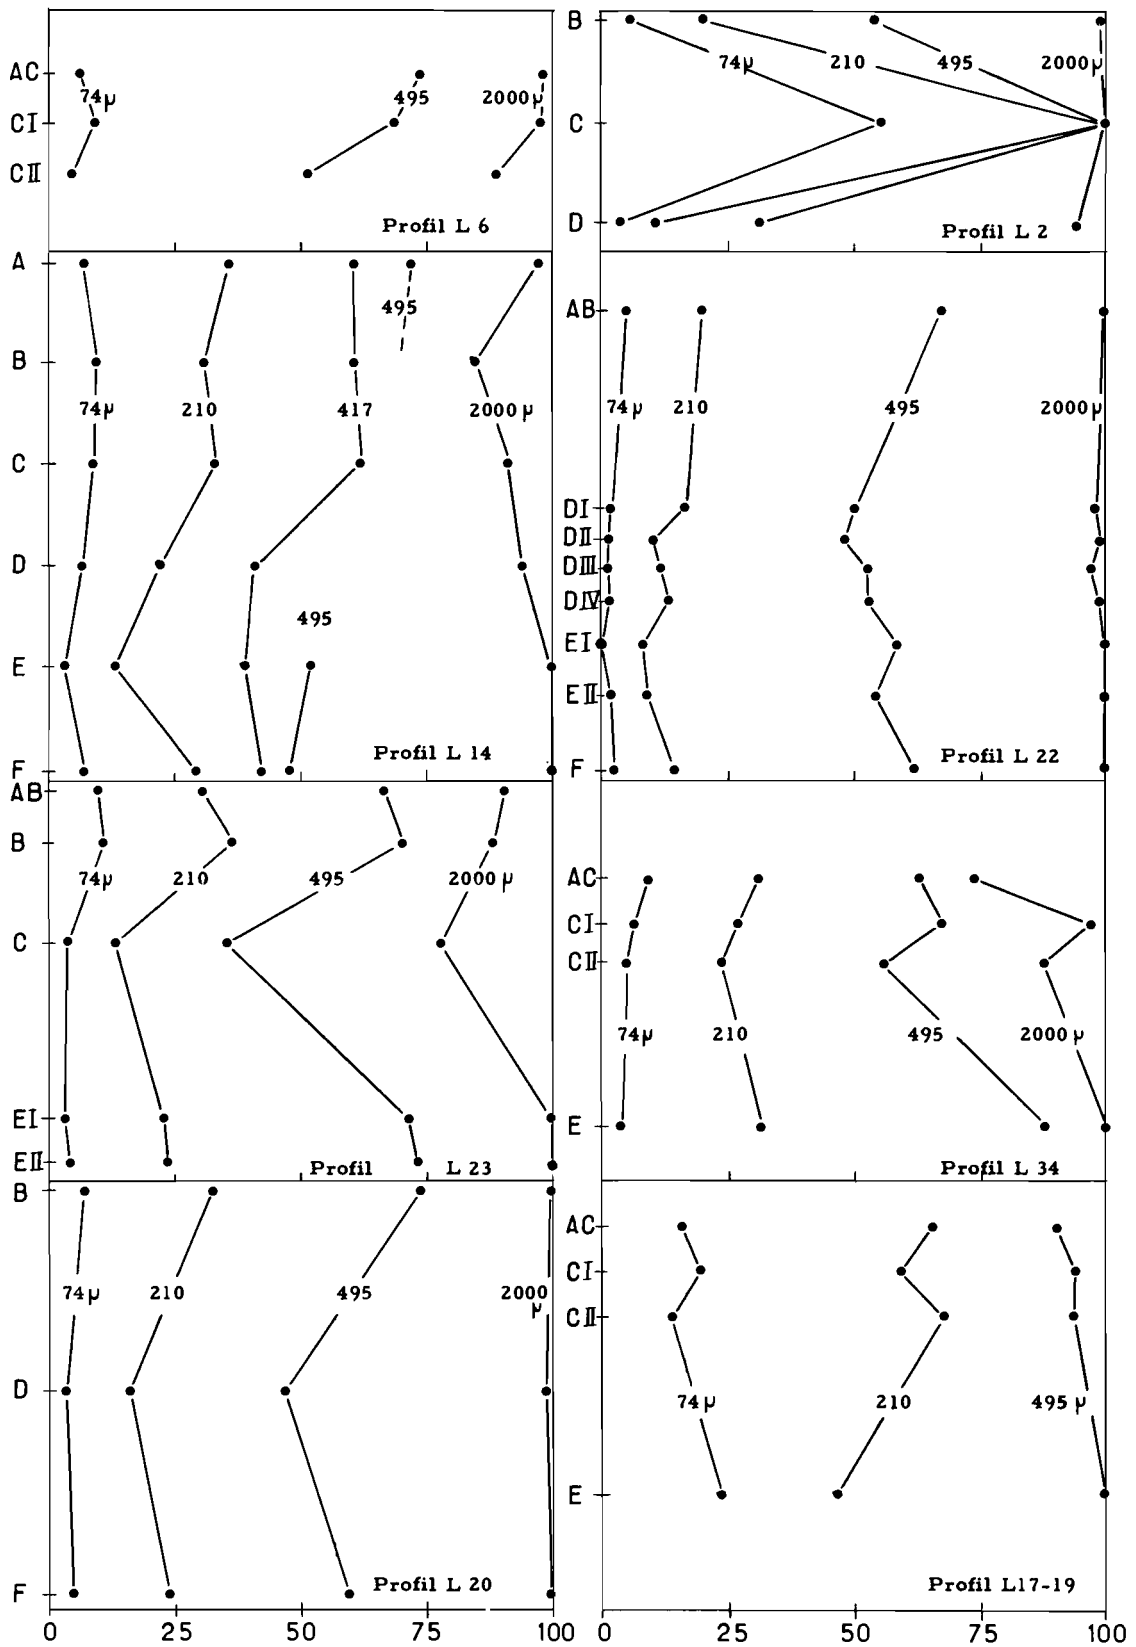 AC
74µ 495 2000µ
CI
CII
Profil L 6
B
74µ 210 495 2000µ
C
D
Profil L 2
A
495
B
74µ 210 417 2000µ
C
D
495
E
Profil L 14
F
AB
74µ 210 495 2000µ
DI
DII
DIII
DIV
EI
EII
Profil L 22
F
AB
B
74µ 210 495 2000µ
C
EI
EII
Profil L 23
AC
CI
CII
74µ 210 495 2000µ
E
Profil L 34
B
74µ 210 495 2000
µ
D
Profil L 20
F
0 25 50 75 100
AC
CI
CII
74µ 210 495µ
E
Profil L17-19
0 25 50 75 100